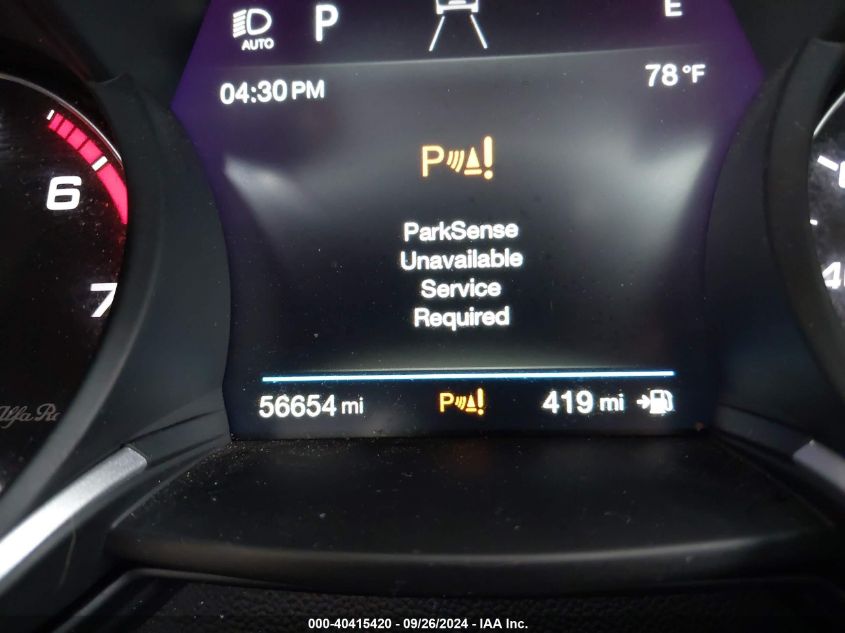 P E
AUTO
04:30 PM 78 °F
P!
6
ParkSense
Unavailable
Service
Required
7
56654 mi P! 419 mi
000-40415420 - 09/26/2024 - IAA Inc.